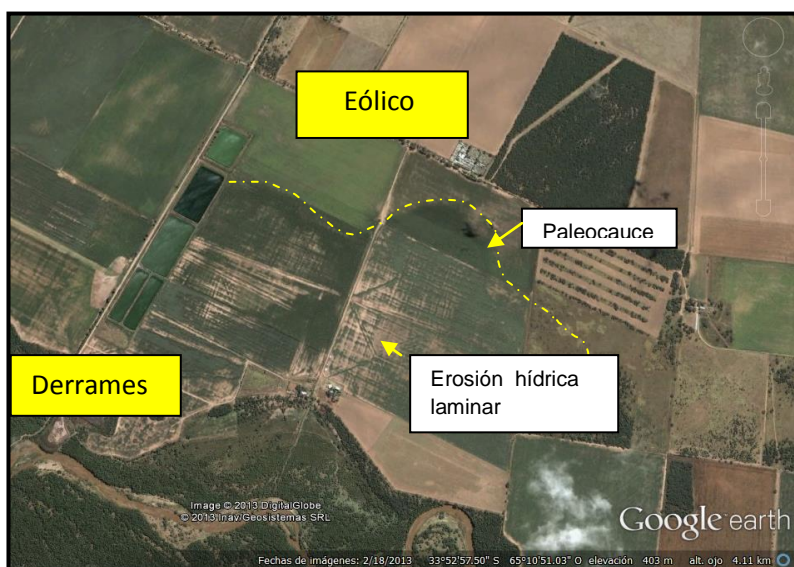 Eólico
Paleocauce
Derrames
Erosión hídrica
laminar
Image © 2013 DigitalGlobe
© 2013 Inav/Geosistemas SRL
Google earth
Fechas de imágenes: 2/18/2013 33°52'57.50" S 65°10'51.03" O elevación 403 m alt. ojo 4.11 km